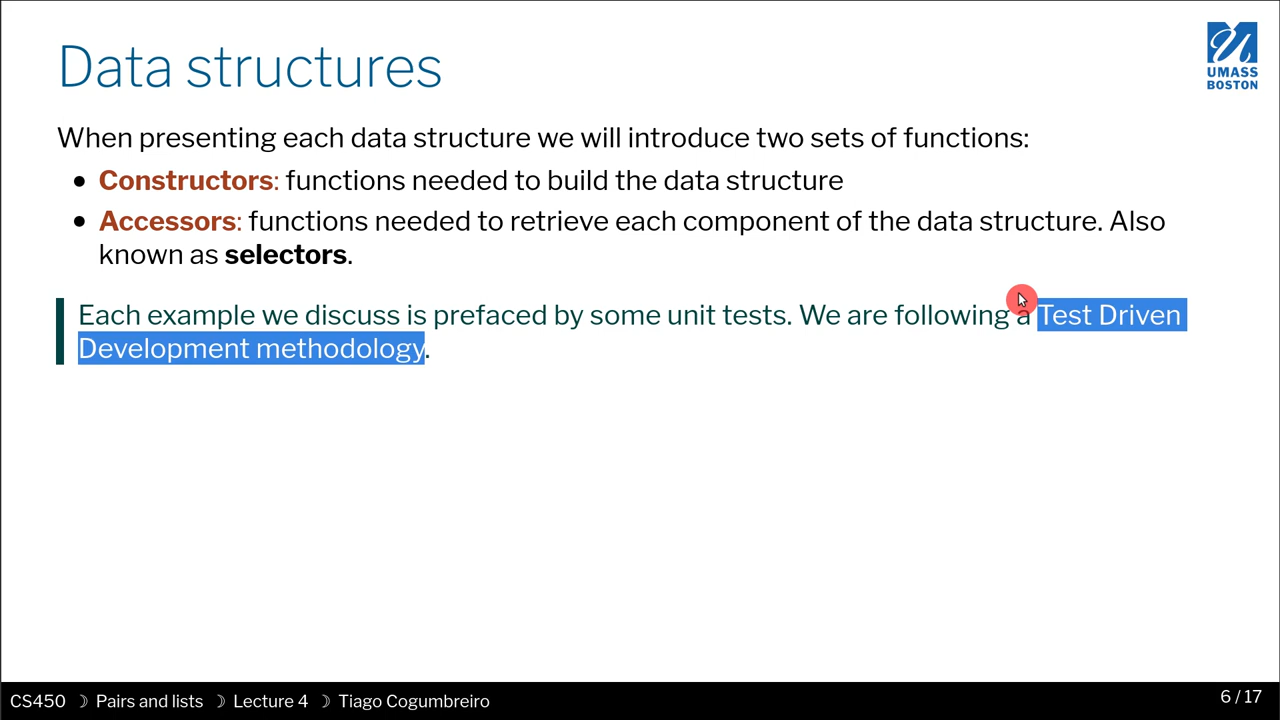 Data structures
UMASS
BOSTON
When presenting each data structure we will introduce two sets of functions:
• Constructors: functions needed to build the data structure
• Accessors: functions needed to retrieve each component of the data structure. Also
known as selectors.
Each example we discuss is prefaced by some unit tests. We are following a Test Driven
Development methodology.
CS450 ☽ Pairs and lists ☽ Lecture 4 ☽ Tiago Cogumbreiro
6 / 17